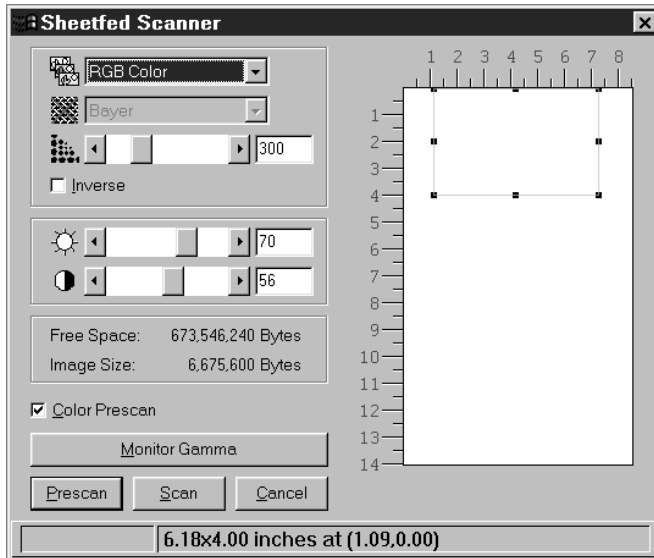 Sheetfed Scanner
RGB Color
Bayer
300
Inverse
70
56
Free Space: 673,546,240 Bytes
Image Size: 6,675,600 Bytes
Color Prescan
Monitor Gamma
Prescan Scan Cancel
1 2 3 4 5 6 7 8
1
2
3
4
5
6
7
8
9
10
11
12
13
14
6.18x4.00 inches at (1.09,0.00)